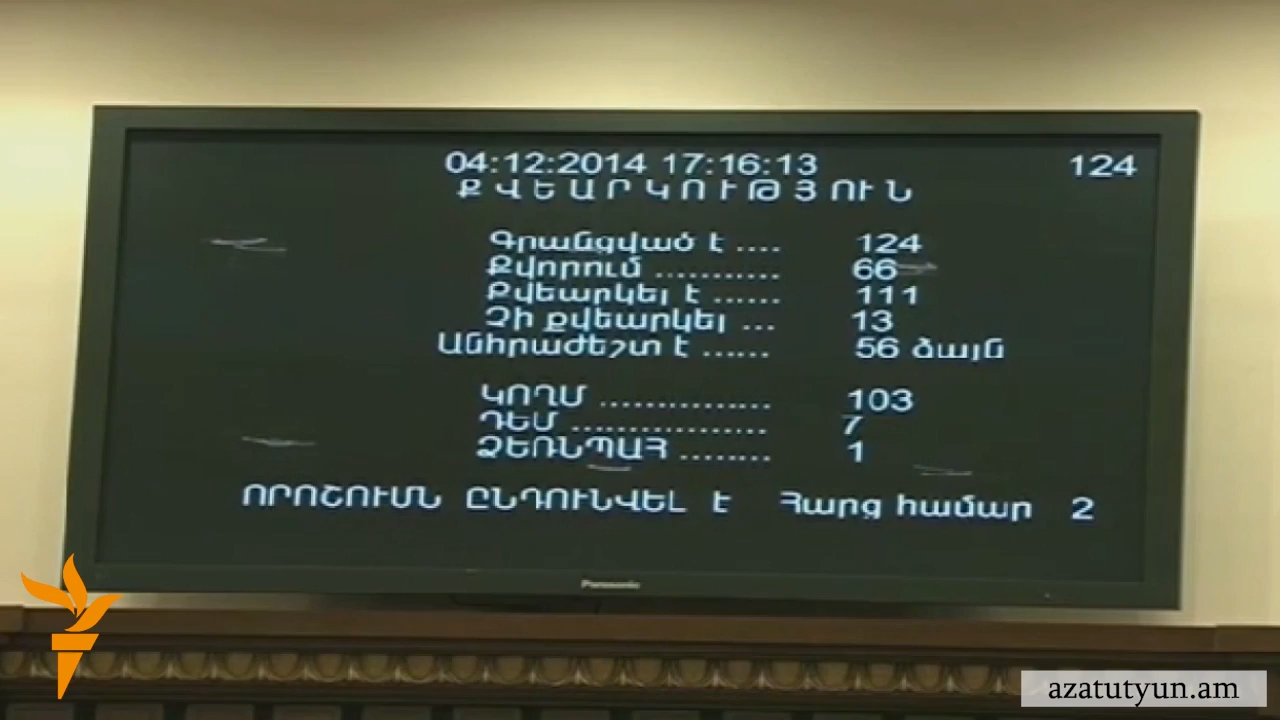 04:12:2014 17:16:13 124
ՔՎԵԱՐԿՈՒԹՅՈՒՆ
Գրանցված է .... 124
Քվորում ........... 66
Քվեարկել է ...... 111
Չի քվեարկել ... 13
Անհրաժեշտ է ...... 56 ձայն
ԿՈՂՄ ............... 103
ԴԵՄ ................. 7
ՁԵՌՆՊԱՀ ........ 1
ՈՐՈՇՈՒՄՆ ԸՆԴՈՒՆՎԵԼ է Հարց համար 2
Panasonic
azatutyun.am